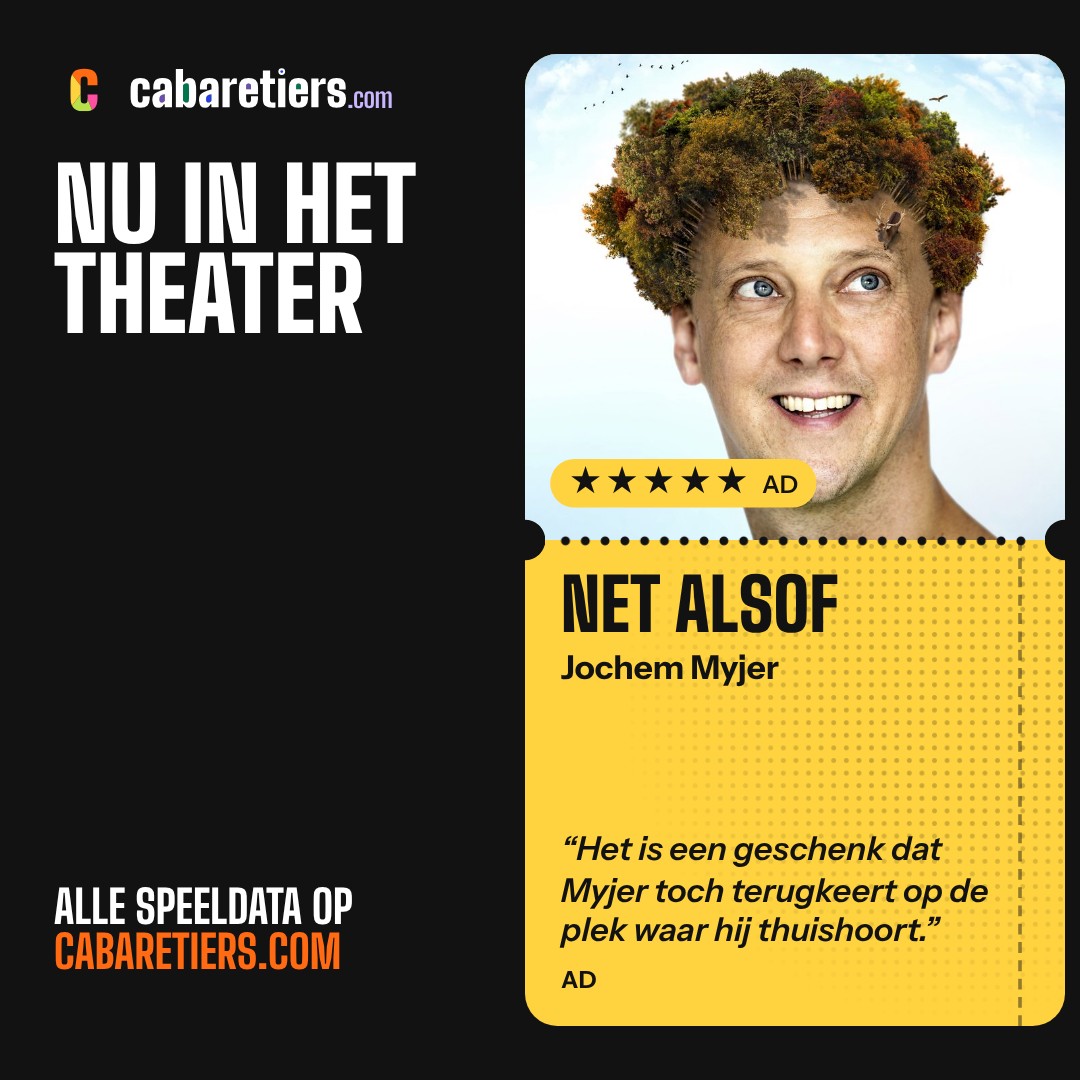 C cabaretiers.com
NU IN HET
THEATER
★★★★★ AD
NET ALSOF
Jochem Myjer
“Het is een geschenk dat
Myjer toch terugkeert op de
plek waar hij thuishoort.”
AD
ALLE SPEELDATA OP
CABARETIERS.COM